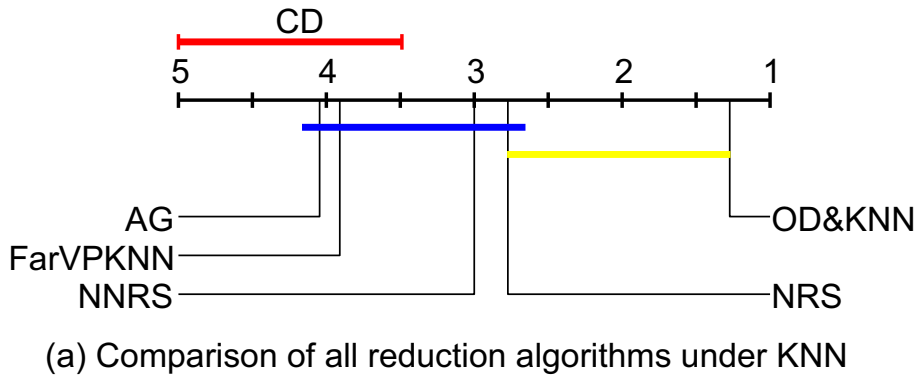 CD
5 4 3 2 1
AG
OD&KNN
FarVPKNN
NNRS
NRS
(a) Comparison of all reduction algorithms under KNN